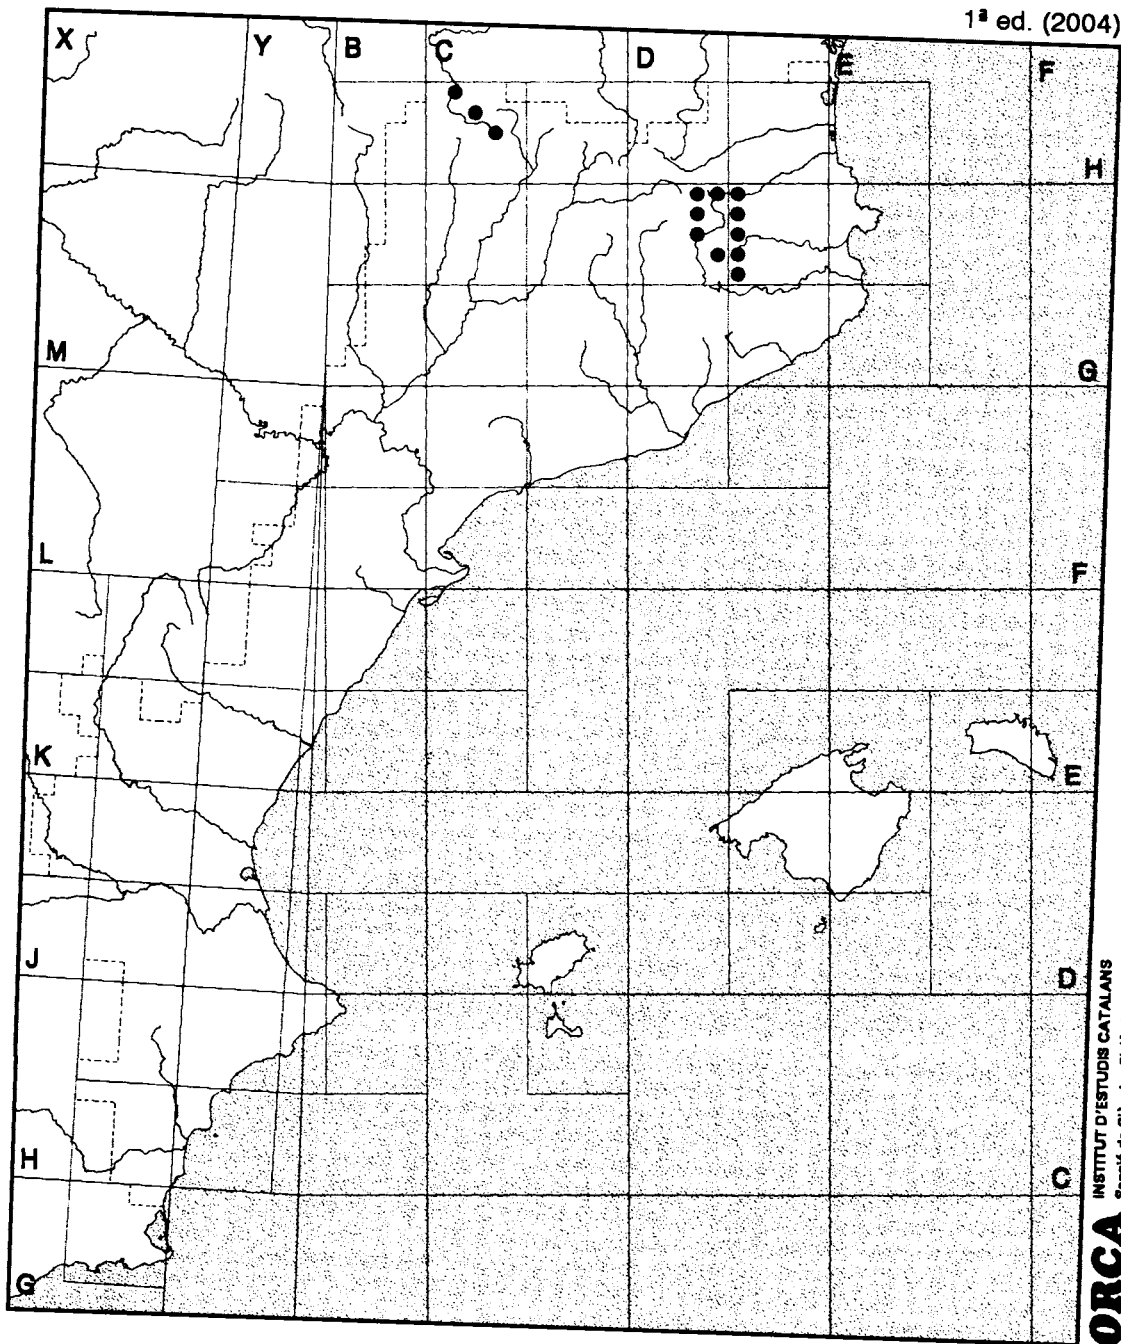 1ª ed. (2004)
X Y B C D E F
H
M G
L F
K E
J D
H C
G
ORCA
INSTITUT D'ESTUDIS CATALANS